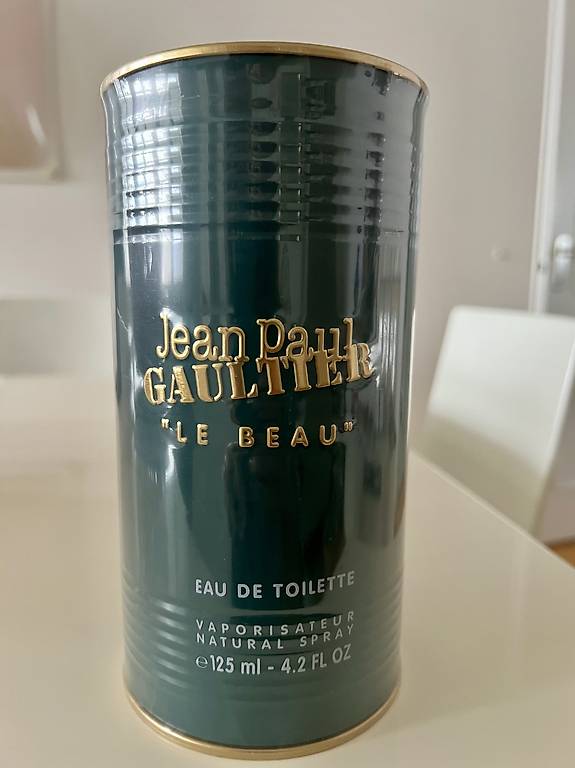 Jean Paul
GAULTIER
"LE BEAU"
EAU DE TOILETTE
VAPORISATEUR
NATURAL SPRAY
℮125 ml - 4.2 FL OZ